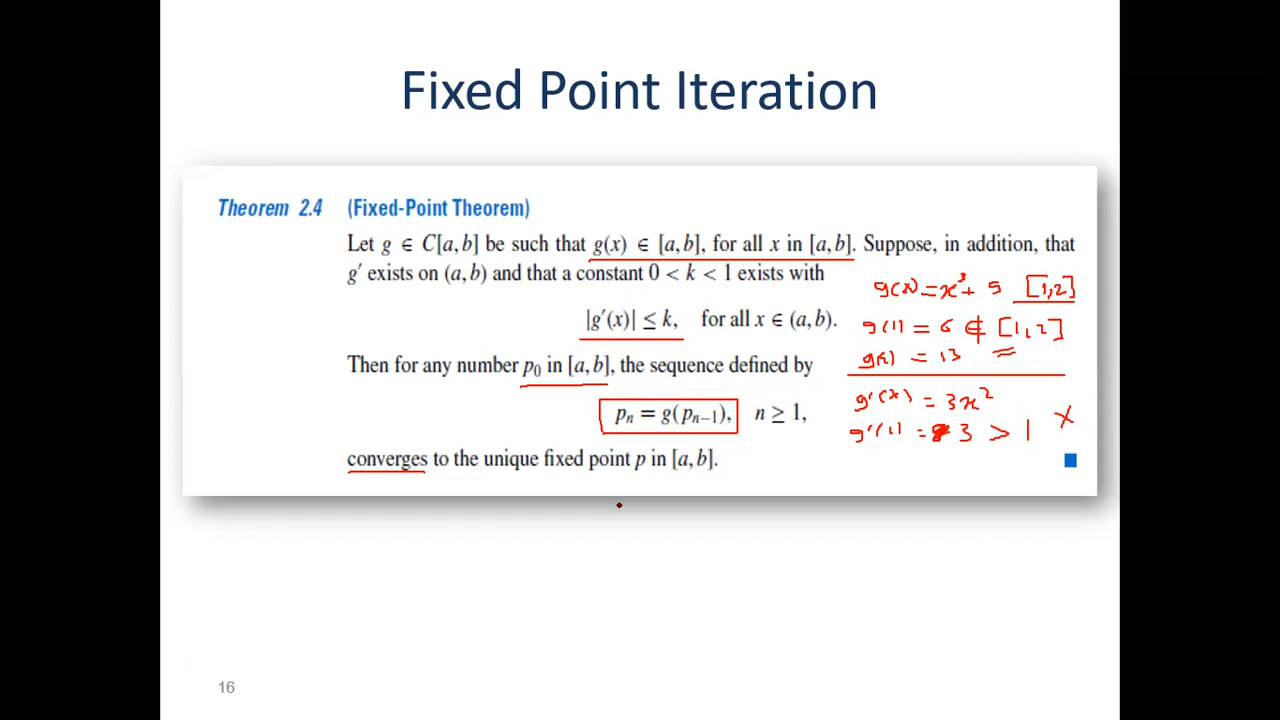 Fixed Point Iteration
Theorem 2.4 (Fixed-Point Theorem)
Let g ∈ C[a, b] be such that g(x) ∈ [a, b], for all x in [a, b]. Suppose, in addition, that
g′ exists on (a, b) and that a constant 0 < k < 1 exists with
|g′(x)| ≤ k, for all x ∈ (a, b).
Then for any number p₀ in [a, b], the sequence defined by
pₙ = g(pₙ₋₁), n ≥ 1,
converges to the unique fixed point p in [a, b].
g(x) = x³ + 5 [1,2]
g(1) = 6 ∉ [1,2]
g(2) = 13
g′(x) = 3x²
g′(1) = 3 > 1 ×
16